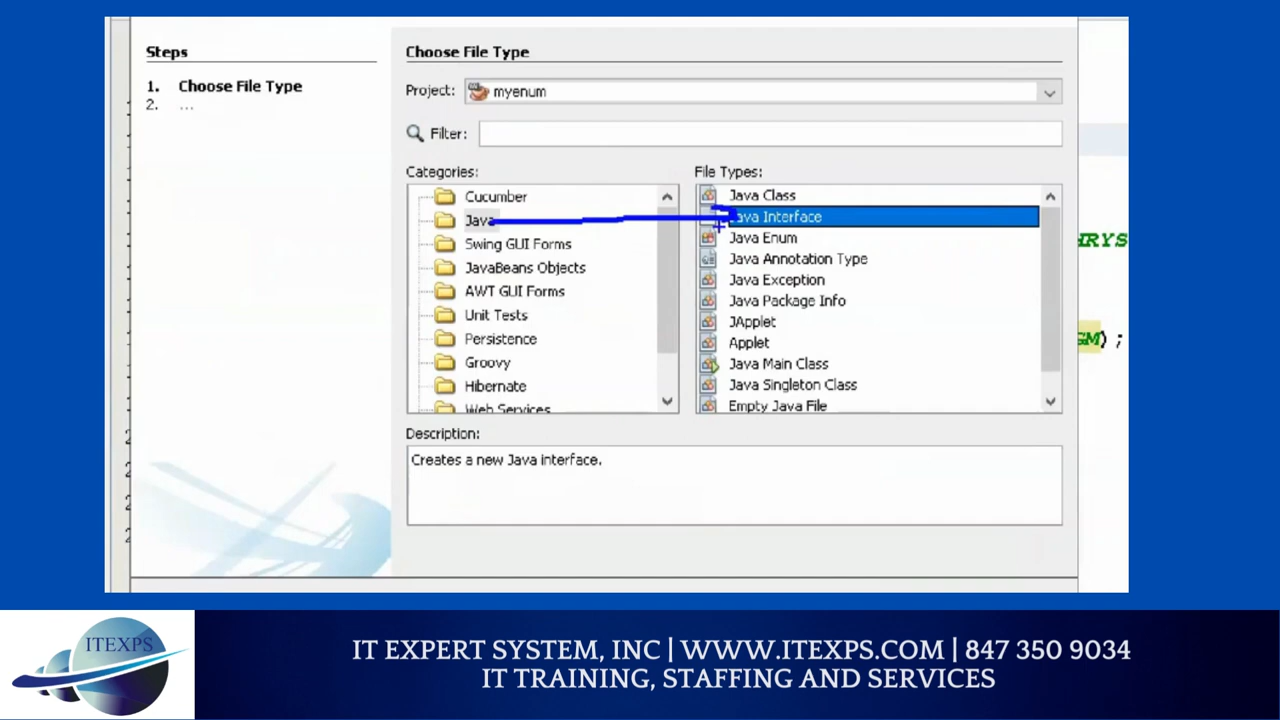 Steps
1. Choose File Type
2. ...
Choose File Type
Project: myenum
Filter:
Categories:
Cucumber
Java
Swing GUI Forms
JavaBeans Objects
AWT GUI Forms
Unit Tests
Persistence
Groovy
Hibernate
Web Services
File Types:
Java Class
Java Interface
Java Enum
Java Annotation Type
Java Exception
Java Package Info
JApplet
Applet
Java Main Class
Java Singleton Class
Empty Java File
Description:
Creates a new Java interface.
HRYS
GM);
ITEXPS
IT EXPERT SYSTEM, INC | WWW.ITEXPS.COM | 847 350 9034
IT TRAINING, STAFFING AND SERVICES